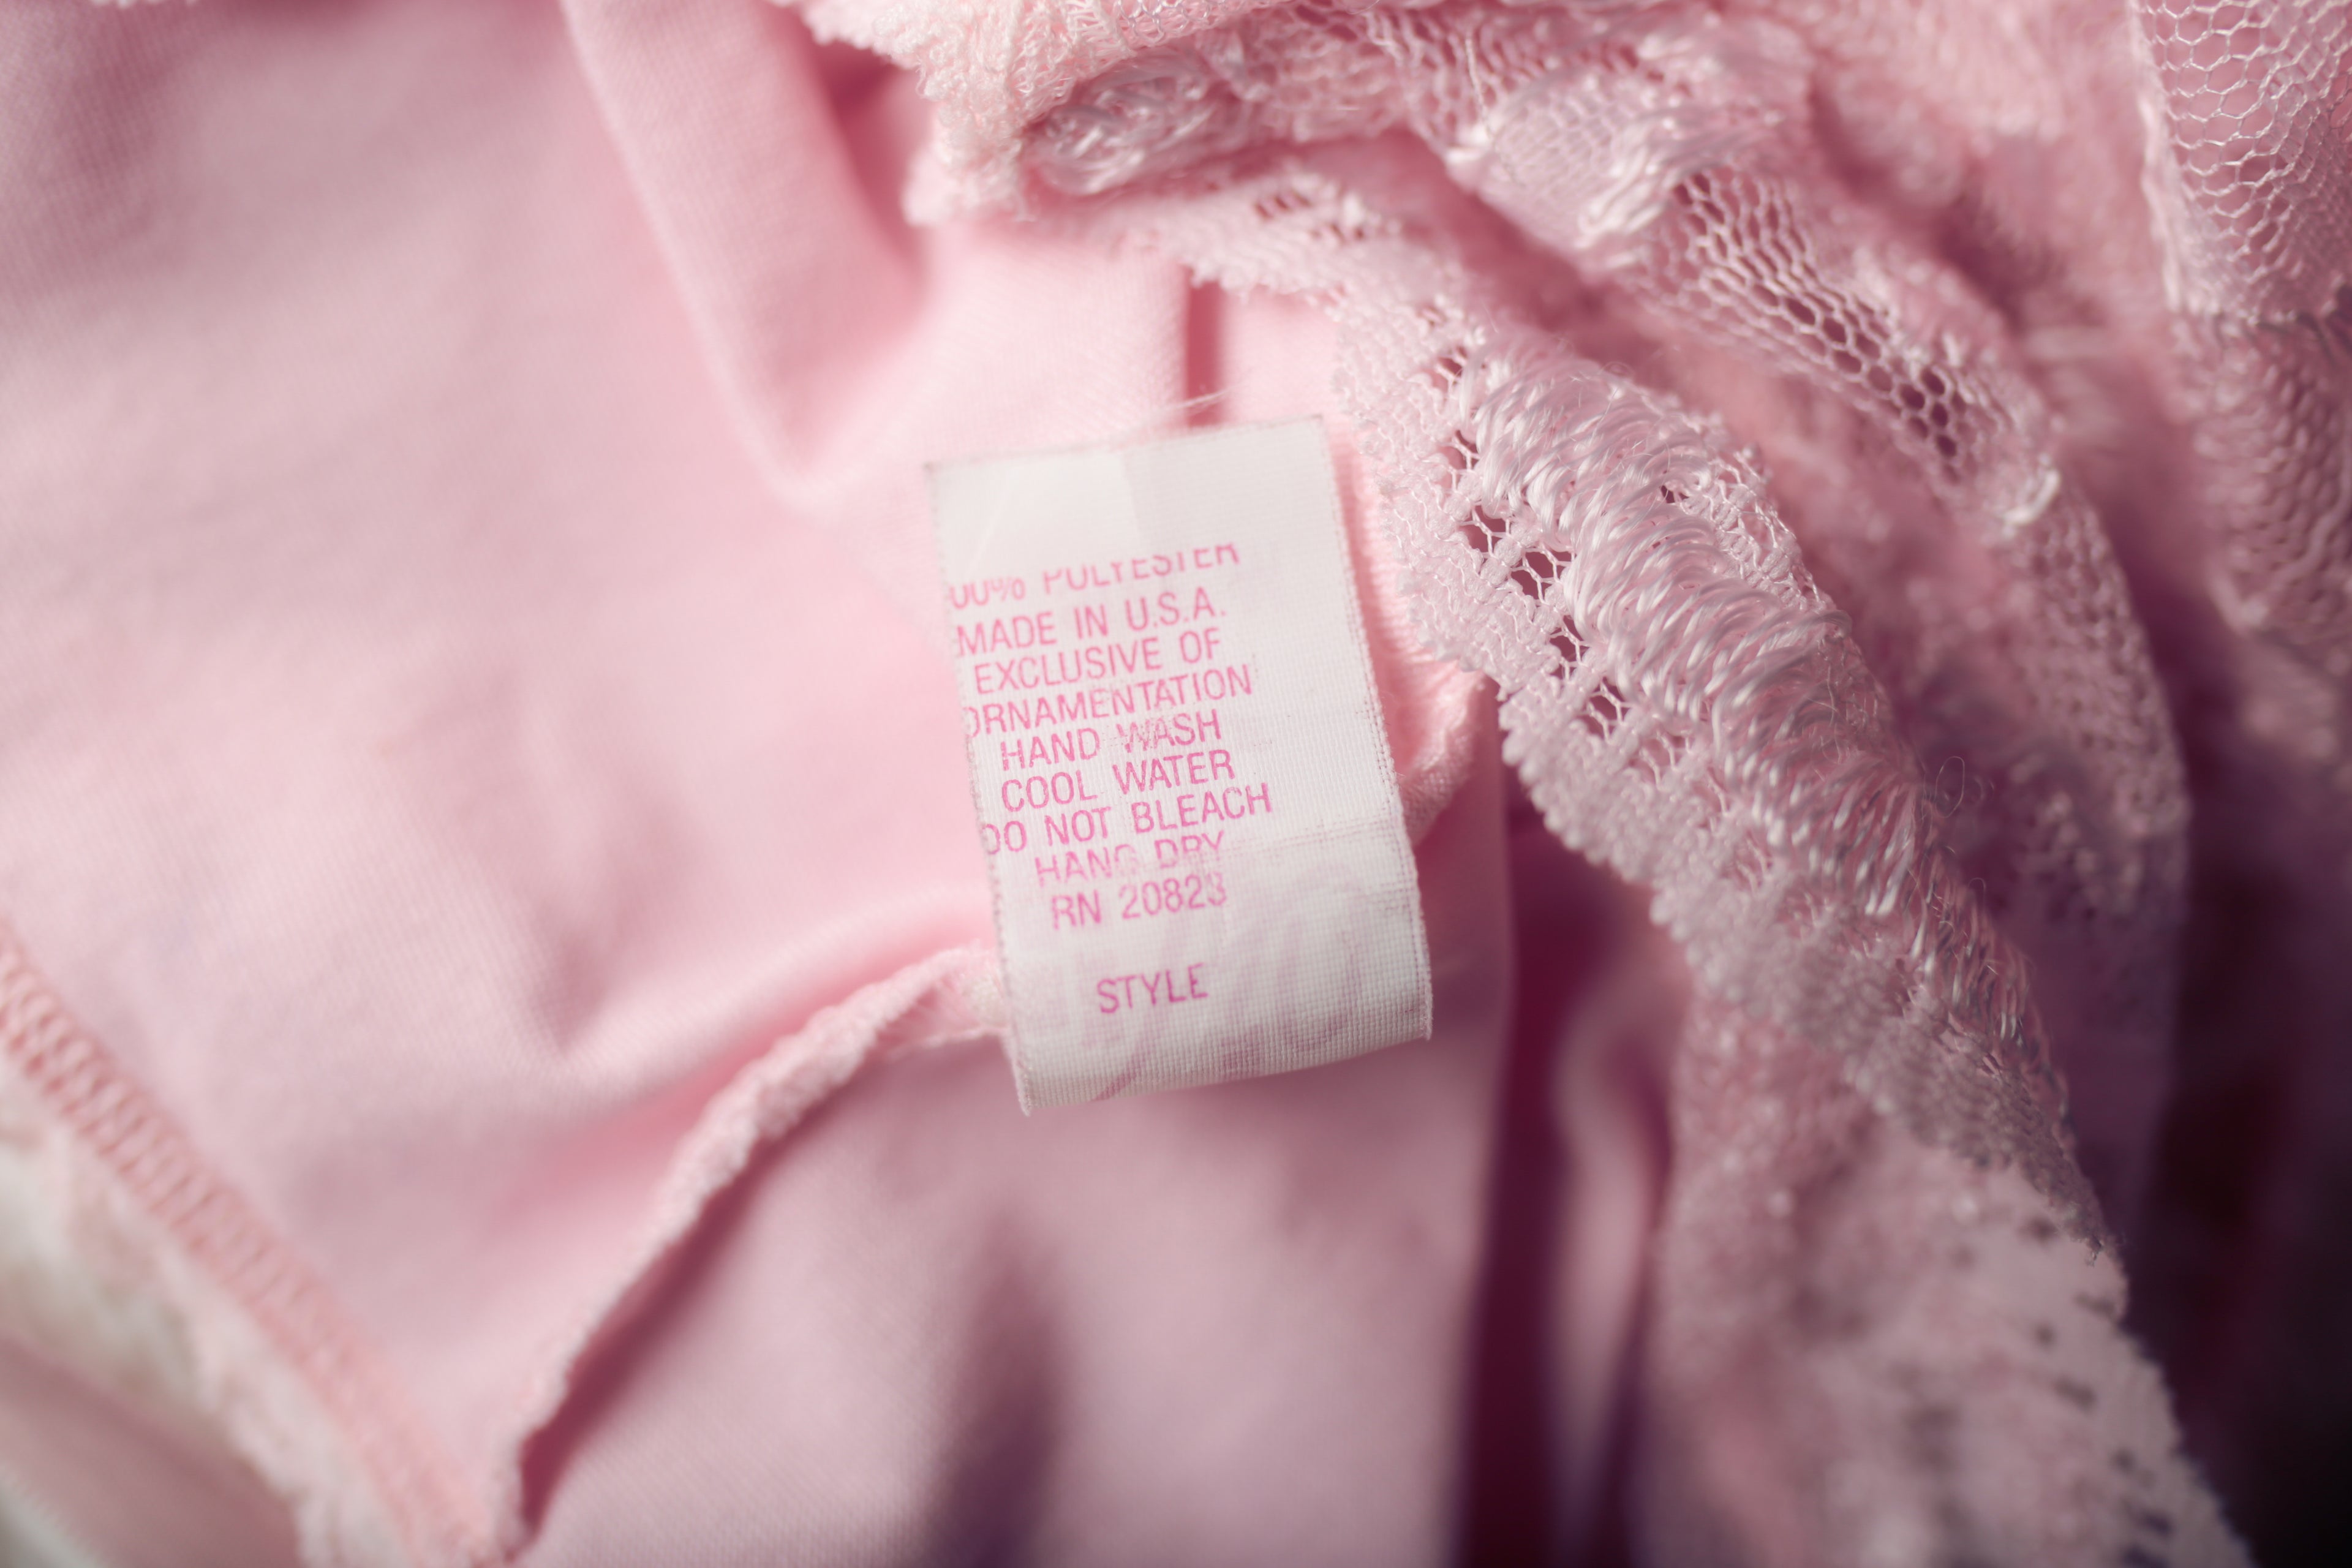 00% POLYESTER
MADE IN U.S.A.
EXCLUSIVE OF
ORNAMENTATION
HAND WASH
COOL WATER
DO NOT BLEACH
HANG DRY
RN 20823
STYLE